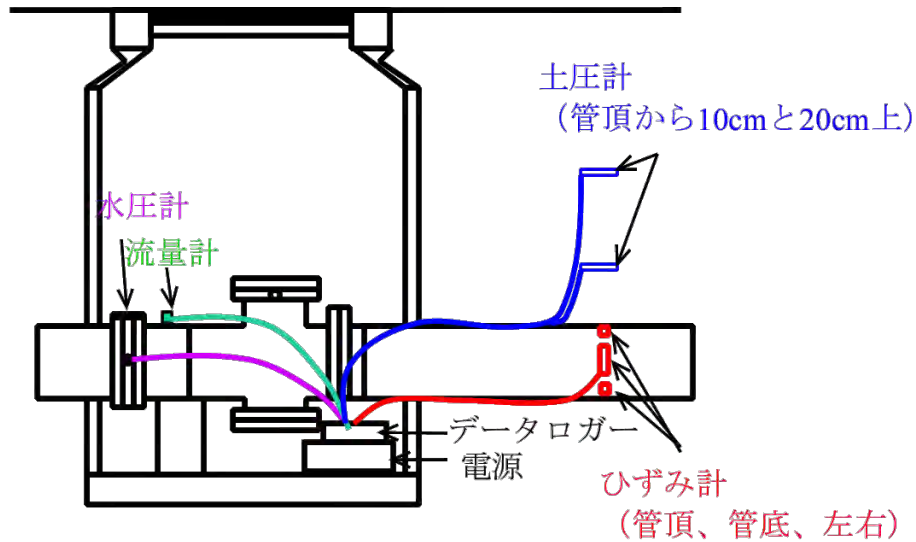 土圧計
（管頂から10cmと20cm上）
水圧計
流量計
データロガー
電源
ひずみ計
（管頂、管底、左右）